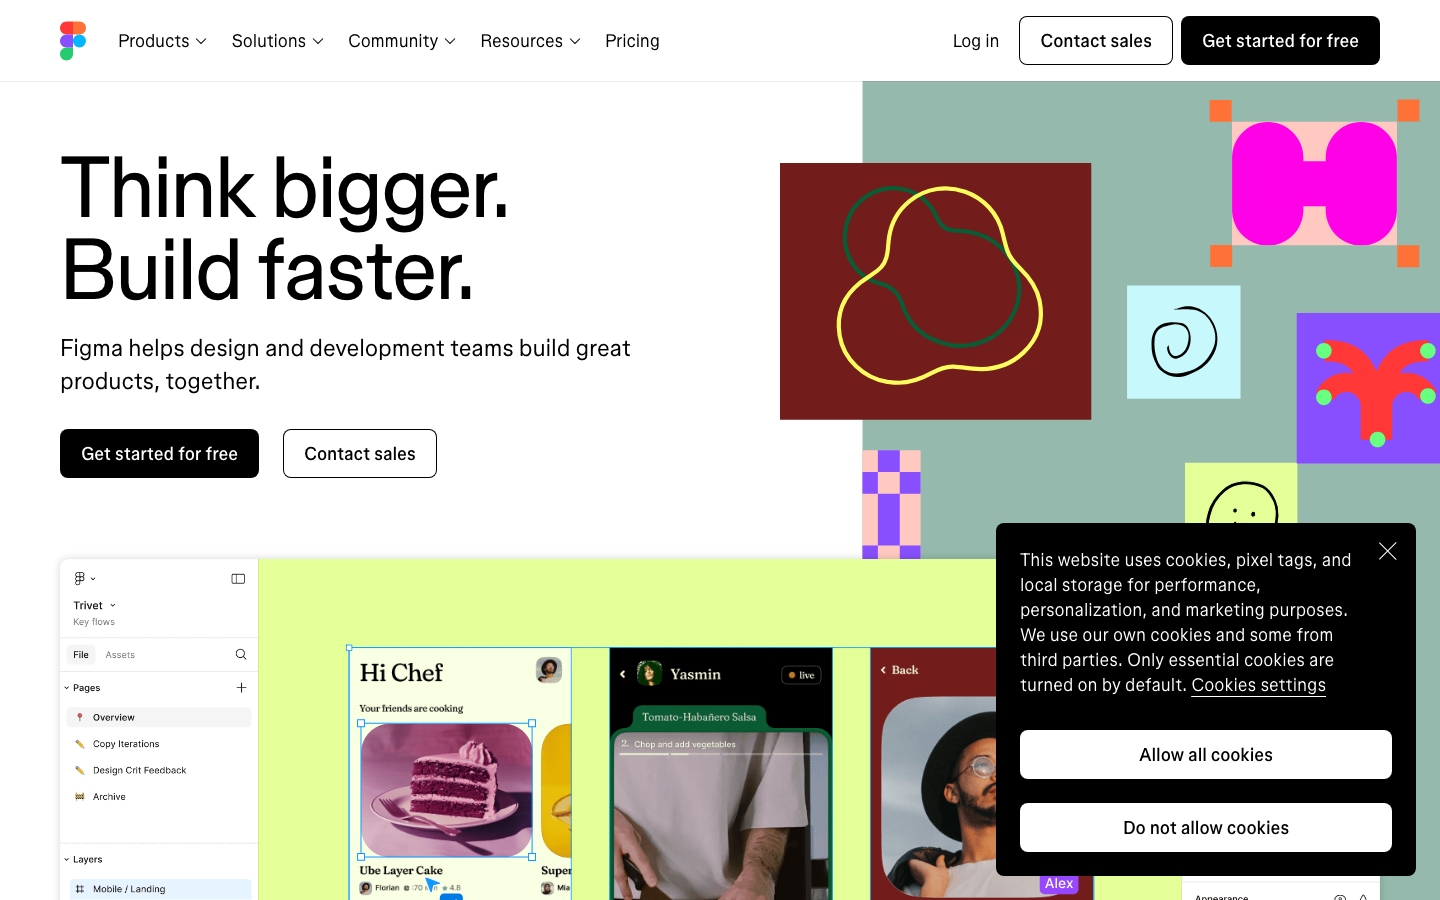 Products
Solutions
Community
Resources
Pricing
Log in
Contact sales
Get started for free
Think bigger.
Build faster.
Figma helps design and development teams build great
products, together.
Get started for free
Contact sales
Trivet
Key flows
File
Assets
Pages
Overview
Copy Iterations
Design Crit Feedback
Archive
Layers
Mobile / Landing
Hi Chef
Your friends are cooking
Ube Layer Cake
Florian
4.8
Super
Mia
Yasmin
live
Tomato-Habañero Salsa
2. Chop and add vegetables
Back
Alex
This website uses cookies, pixel tags, and
local storage for performance,
personalization, and marketing purposes.
We use our own cookies and some from
third parties. Only essential cookies are
turned on by default. Cookies settings
Allow all cookies
Do not allow cookies
Appearance